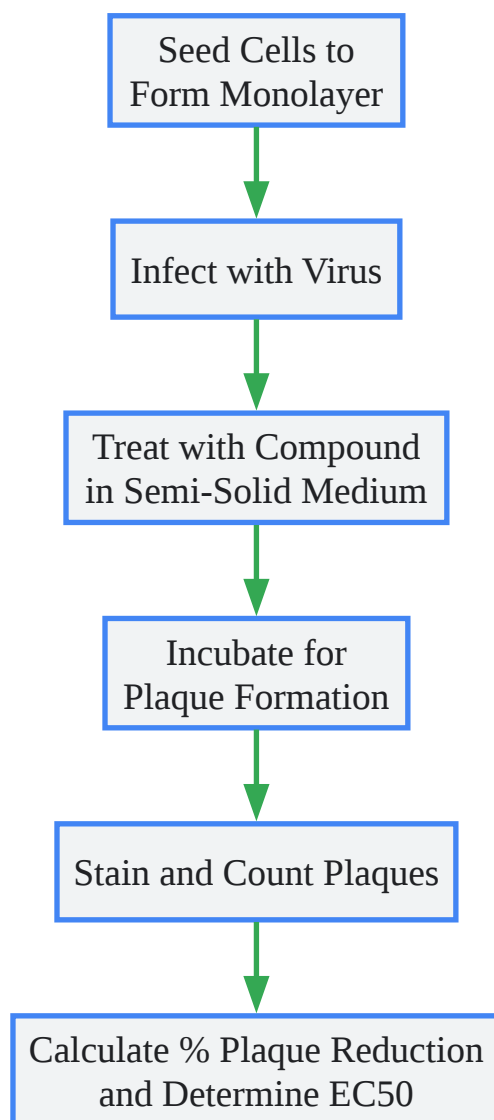 Seed Cells to
Form Monolayer
Infect with Virus
Treat with Compound
in Semi-Solid Medium
Incubate for
Plaque Formation
Stain and Count Plaques
Calculate % Plaque Reduction
and Determine EC50